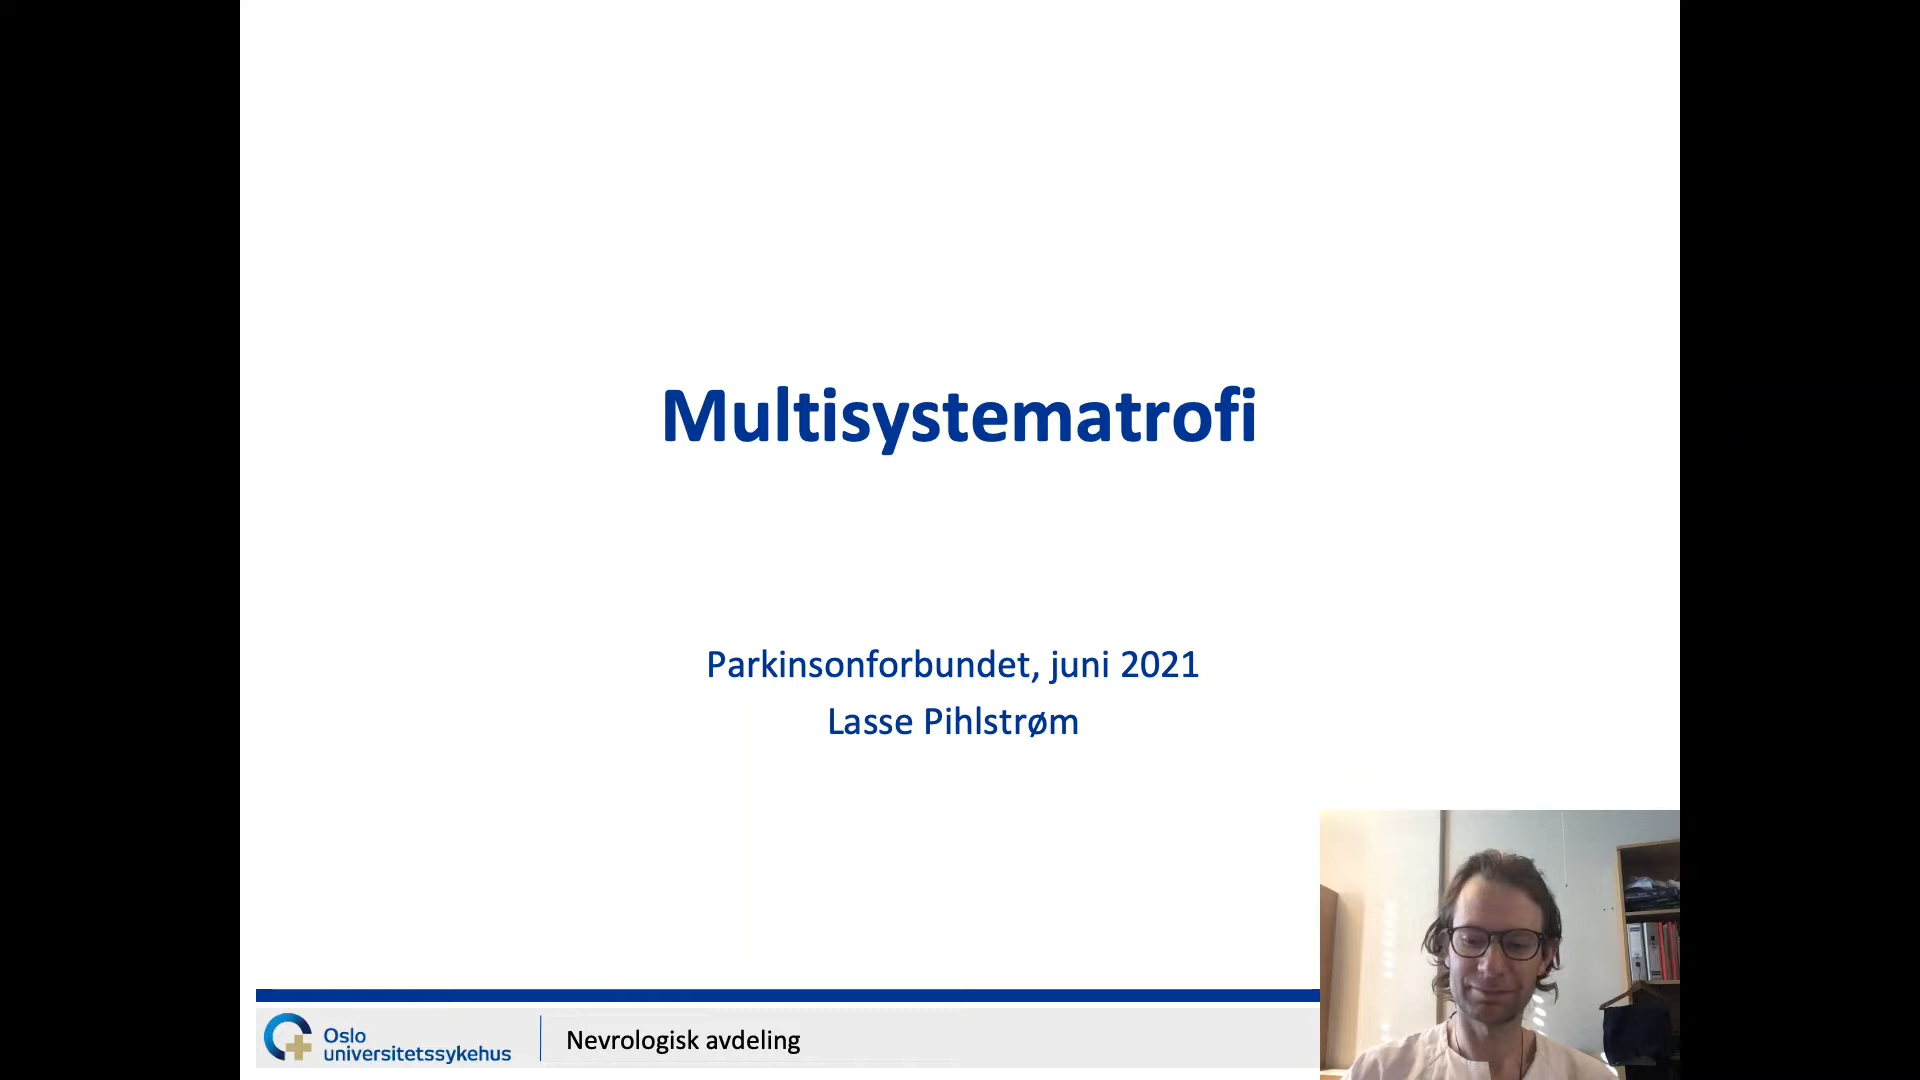 Multisystematrofi
Parkinsonforbundet, juni 2021
Lasse Pihlstrøm
Oslo
universitetssykehus
Nevrologisk avdeling